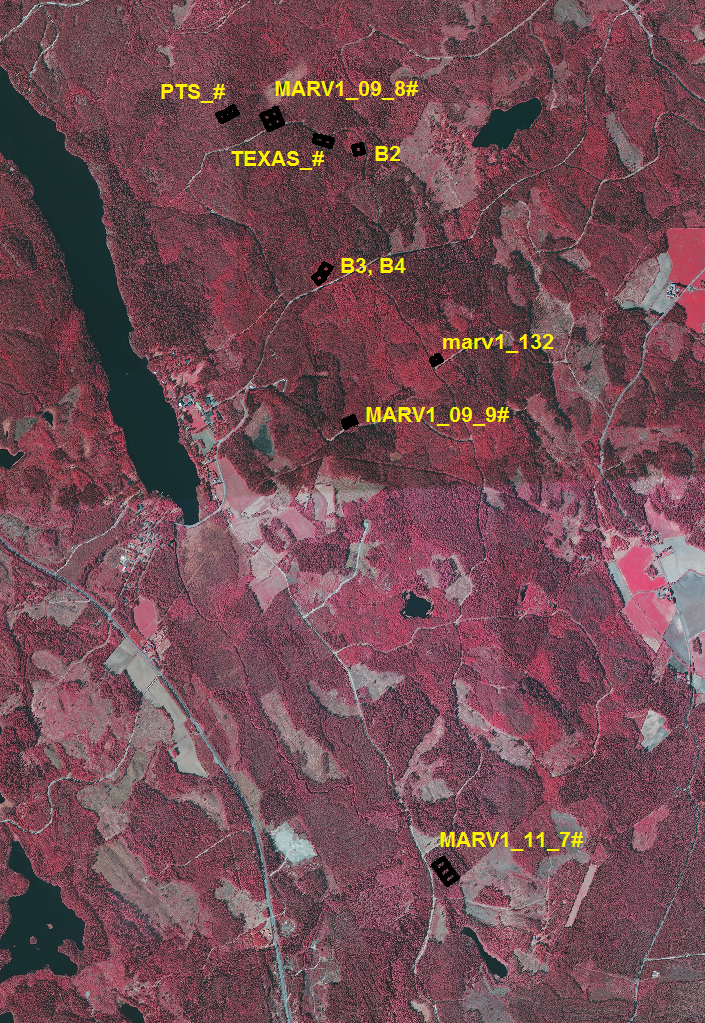 MARV1_09_8#
PTS_#
TEXAS_#
B2
B3, B4
marv1_132
MARV1_09_9#
MARV1_11_7#